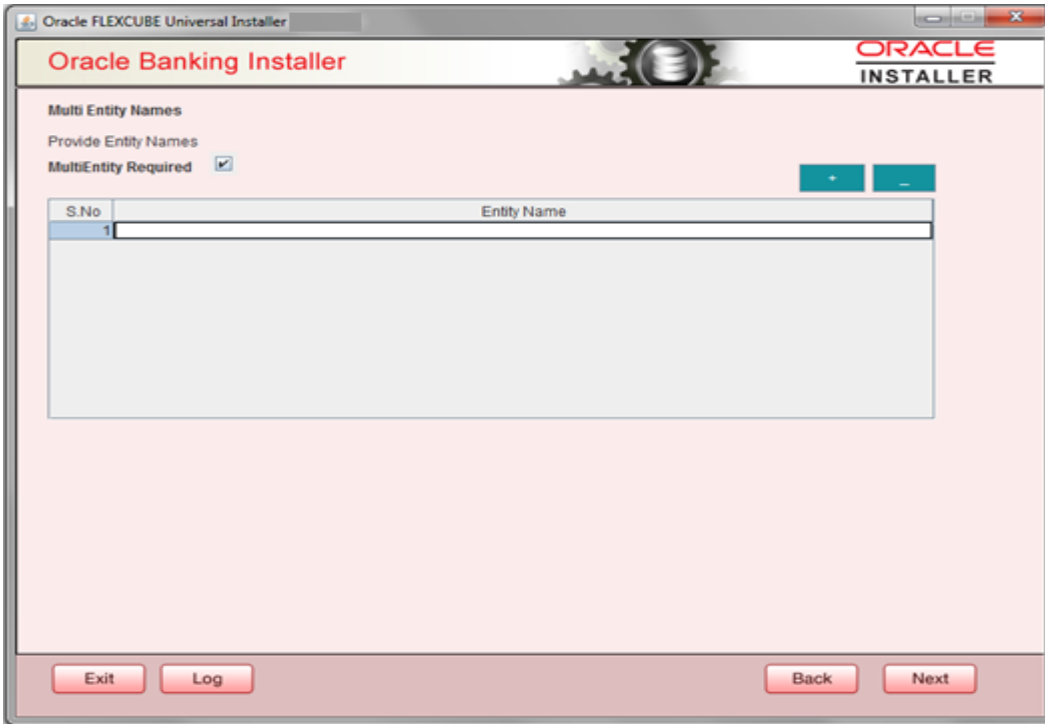 Oracle FLEXCUBE Universal Installer
Oracle Banking Installer
ORACLE
INSTALLER
Multi Entity Names
Provide Entity Names
MultiEntity Required
+ _
S.No Entity Name
1
Exit Log Back Next